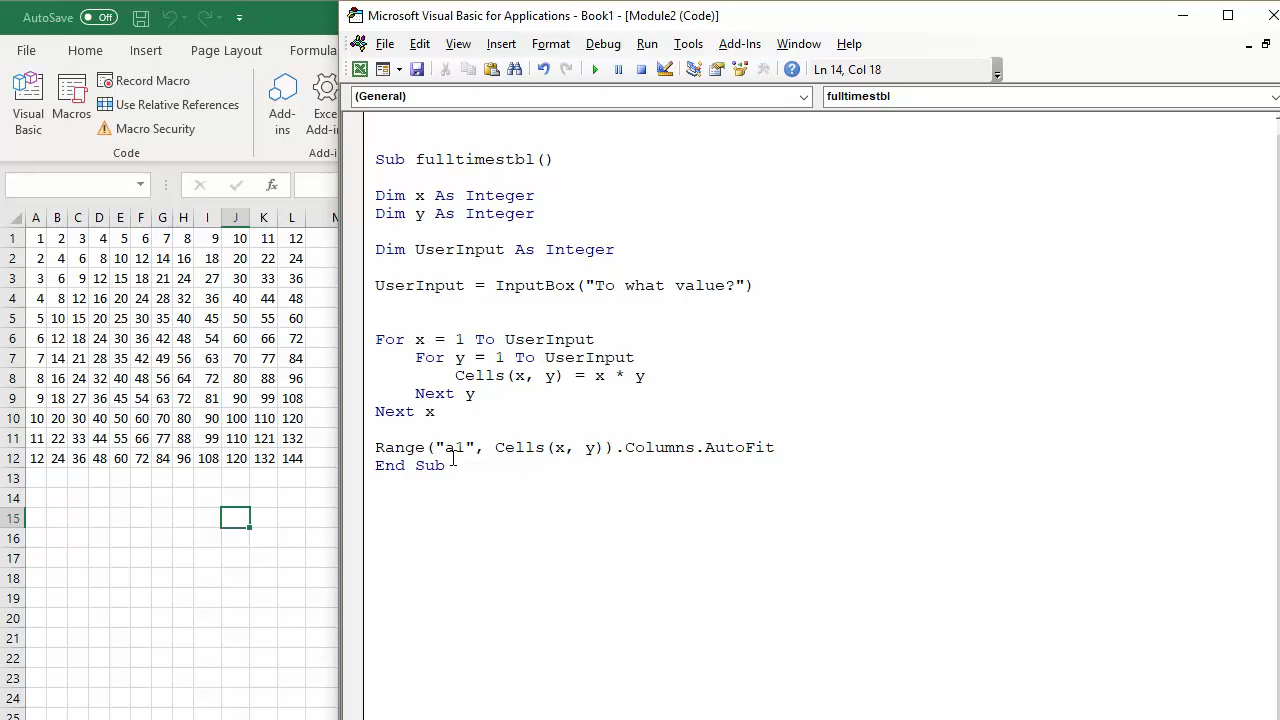 AutoSave Off
Microsoft Visual Basic for Applications - Book1 - [Module2 (Code)]
File Home Insert Page Layout Formula
File Edit View Insert Format Debug Run Tools Add-Ins Window Help
Ln 14, Col 18
Visual Basic
Macros
Record Macro
Use Relative References
Macro Security
Code
Add-ins
Exce
Add-in
Add-i
(General)
fulltimestbl
A B C D E F G H I J K L
1 1 2 3 4 5 6 7 8 9 10 11 12
2 2 4 6 8 10 12 14 16 18 20 22 24
3 3 6 9 12 15 18 21 24 27 30 33 36
4 4 8 12 16 20 24 28 32 36 40 44 48
5 5 10 15 20 25 30 35 40 45 50 55 60
6 6 12 18 24 30 36 42 48 54 60 66 72
7 7 14 21 28 35 42 49 56 63 70 77 84
8 8 16 24 32 40 48 56 64 72 80 88 96
9 9 18 27 36 45 54 63 72 81 90 99 108
10 10 20 30 40 50 60 70 80 90 100 110 120
11 11 22 33 44 55 66 77 88 99 110 121 132
12 12 24 36 48 60 72 84 96 108 120 132 144
13
14
15
16
17
18
19
20
21
22
23
24
Sub fulltimestbl()
Dim x As Integer
Dim y As Integer
Dim UserInput As Integer
UserInput = InputBox("To what value?")
For x = 1 To UserInput
For y = 1 To UserInput
Cells(x, y) = x * y
Next y
Next x
Range("a1", Cells(x, y)).Columns.AutoFit
End Sub